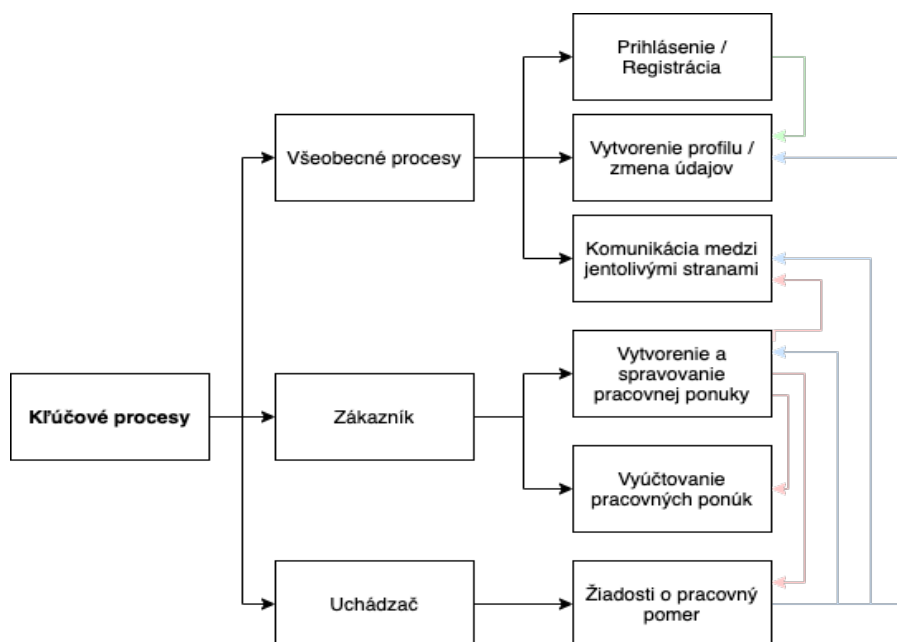 Prihlásenie /
Registrácia
Všeobecné procesy
Vytvorenie profilu /
zmena údajov
Komunikácia medzi
jentolivými stranami
Kľúčové procesy
Zákazník
Vytvorenie a
spravovanie
pracovnej ponuky
Vyúčtovanie
pracovných ponúk
Uchádzač
Žiadosti o pracovný
pomer